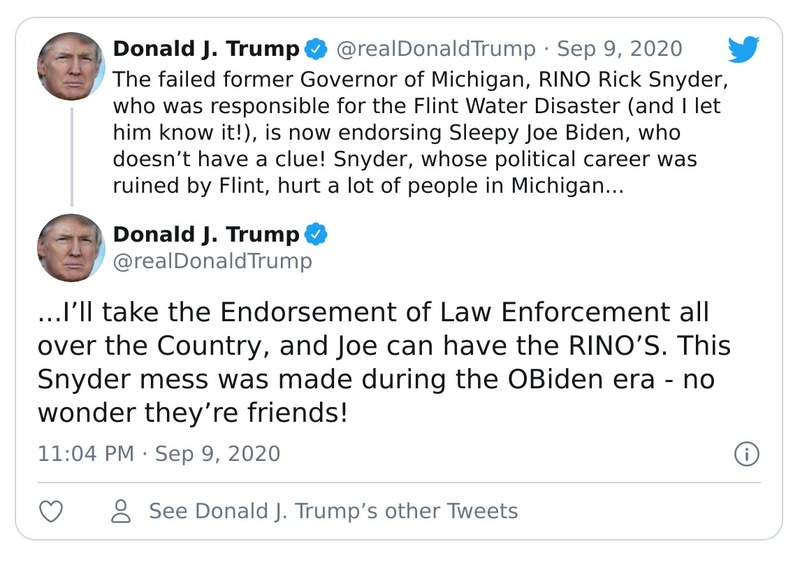 Donald J. Trump @realDonaldTrump · Sep 9, 2020
The failed former Governor of Michigan, RINO Rick Snyder,
who was responsible for the Flint Water Disaster (and I let
him know it!), is now endorsing Sleepy Joe Biden, who
doesn’t have a clue! Snyder, whose political career was
ruined by Flint, hurt a lot of people in Michigan...
Donald J. Trump
@realDonaldTrump
...I’ll take the Endorsement of Law Enforcement all
over the Country, and Joe can have the RINO’S. This
Snyder mess was made during the OBiden era - no
wonder they’re friends!
11:04 PM · Sep 9, 2020
See Donald J. Trump’s other Tweets